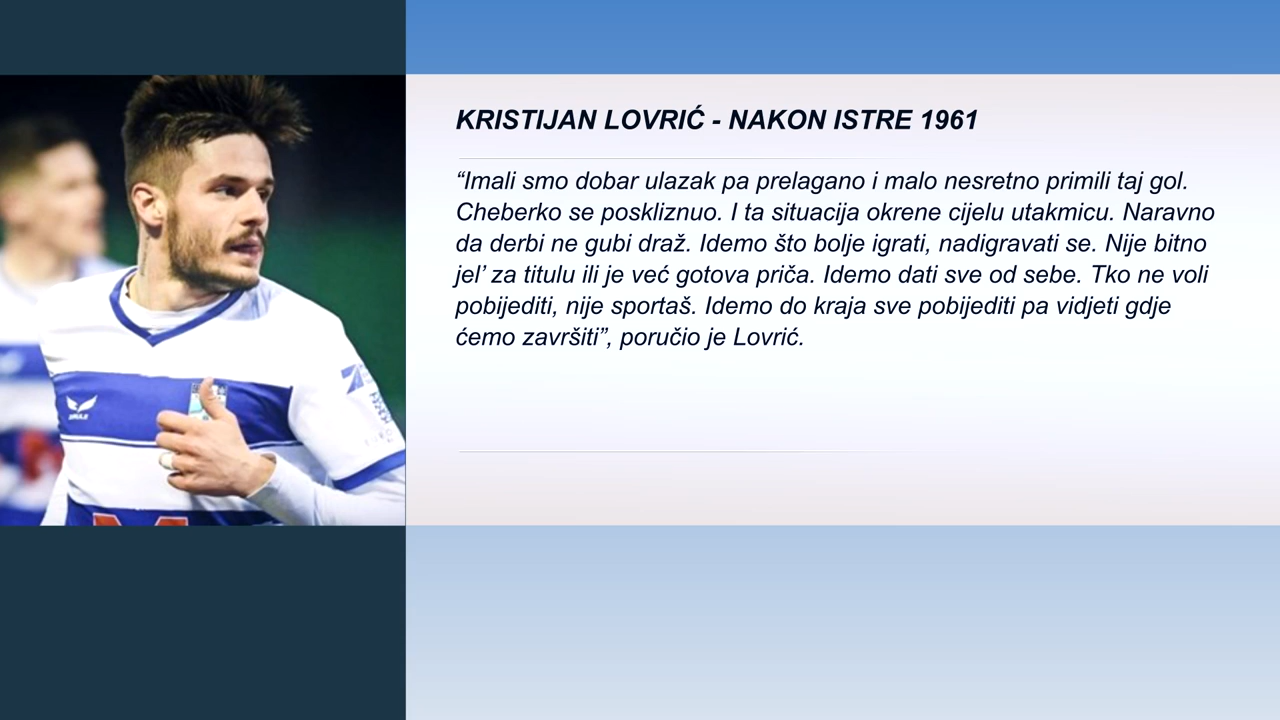 KRISTIJAN LOVRIĆ - NAKON ISTRE 1961
“Imali smo dobar ulazak pa prelagano i malo nesretno primili taj gol.
Cheberko se poskliznuo. I ta situacija okrene cijelu utakmicu. Naravno
da derbi ne gubi draž. Idemo što bolje igrati, nadigravati se. Nije bitno
jel’ za titulu ili je već gotova priča. Idemo dati sve od sebe. Tko ne voli
pobijediti, nije sportaš. Idemo do kraja sve pobijediti pa vidjeti gdje
ćemo završiti”, poručio je Lovrić.